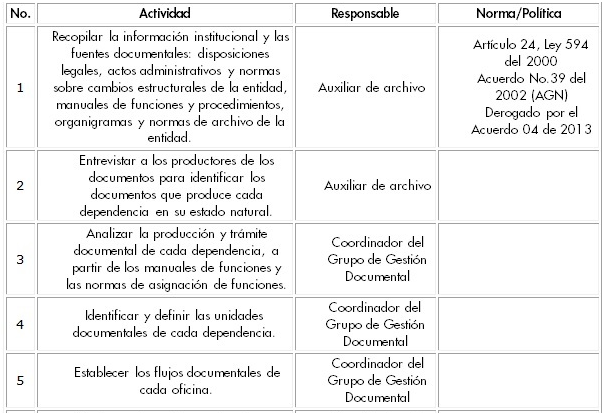 No. Actividad Responsable Norma/Política
1
Recopilar la información institucional y las
fuentes documentales: disposiciones
legales, actos administrativos y normas
sobre cambios estructurales de la entidad,
manuales de funciones y procedimientos,
organigramas y normas de archivo de la
entidad.
Auxiliar de archivo
Artículo 24, Ley 594
del 2000
Acuerdo No.39 del
2002 (AGN)
Derogado por el
Acuerdo 04 de 2013
2
Entrevistar a los productores de los
documentos para identificar los
documentos que produce cada
dependencia en su estado natural.
Auxiliar de archivo
3
Analizar la producción y trámite
documental de cada dependencia, a
partir de los manuales de funciones y
las normas de asignación de funciones.
Coordinador del
Grupo de Gestión
Documental
4
Identificar y definir las unidades
documentales de cada dependencia.
Coordinador del
Grupo de Gestión
Documental
5
Establecer los flujos documentales de
cada oficina.
Coordinador del
Grupo de Gestión
Documental